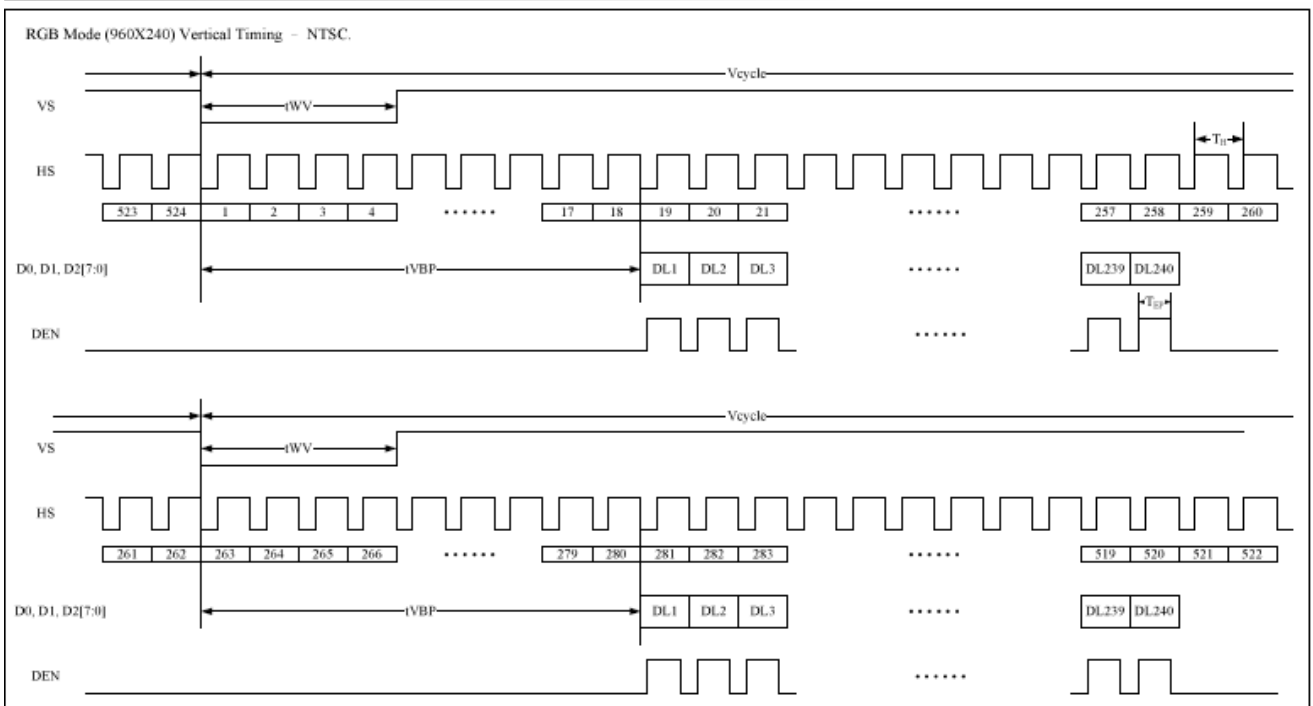 RGB Mode (960X240) Vertical Timing – NTSC.
Vcycle
VS
tWV
TH
HS
523 524 1 2 3 4 ······ 17 18 19 20 21 ······ 257 258 259 260
D0, D1, D2[7:0] tVBP DL1 DL2 DL3 ······ DL239 DL240
TEP
DEN ······
Vcycle
VS
tWV
HS
261 262 263 264 265 266 ······ 279 280 281 282 283 ······ 519 520 521 522
D0, D1, D2[7:0] tVBP DL1 DL2 DL3 ······ DL239 DL240
DEN ······